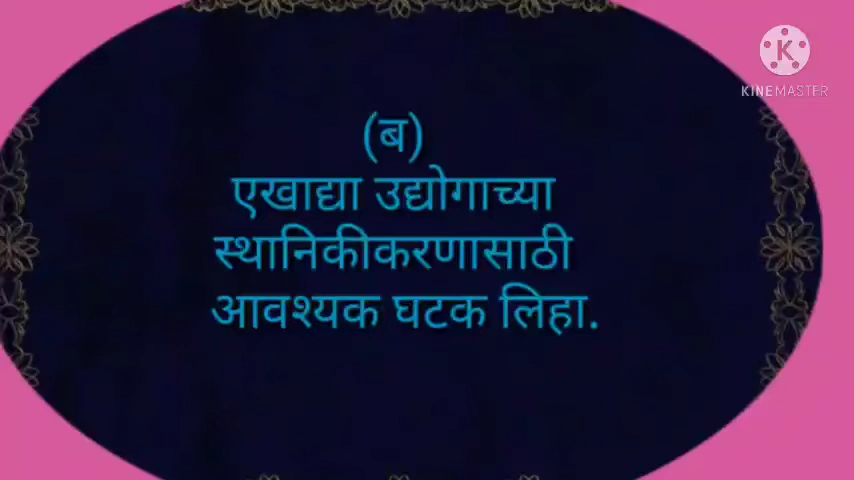 KINEMASTER
(ब)
एखाद्या उद्योगाच्या
स्थानिकीकरणासाठी
आवश्यक घटक लिहा.